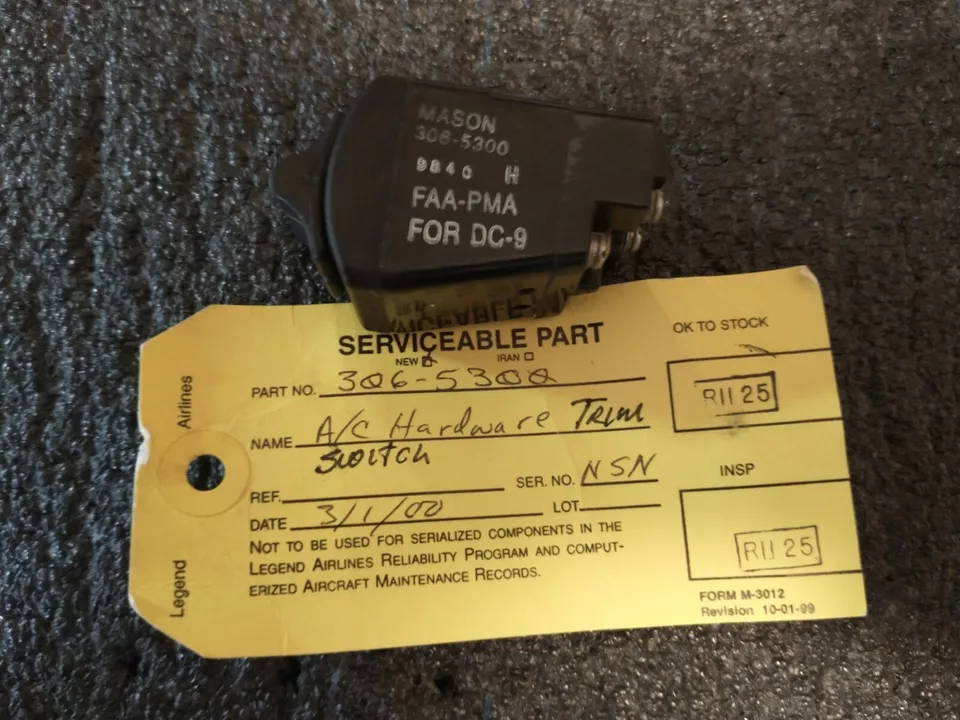 MASON
306-5300
9840 H
FAA-PMA
FOR DC-9
SERVICEABLE PART
NEW IRAN
PART NO. 306-5300
NAME A/C Hardware Trim
Switch
REF.
SER. NO. NSN
DATE 3/1/00
LOT
NOT TO BE USED FOR SERIALIZED COMPONENTS IN THE
LEGEND AIRLINES RELIABILITY PROGRAM AND COMPUT-
ERIZED AIRCRAFT MAINTENANCE RECORDS.
OK TO STOCK
RII 25
INSP
RII 25
FORM M-3012
Revision 10-01-99
Legend Airlines